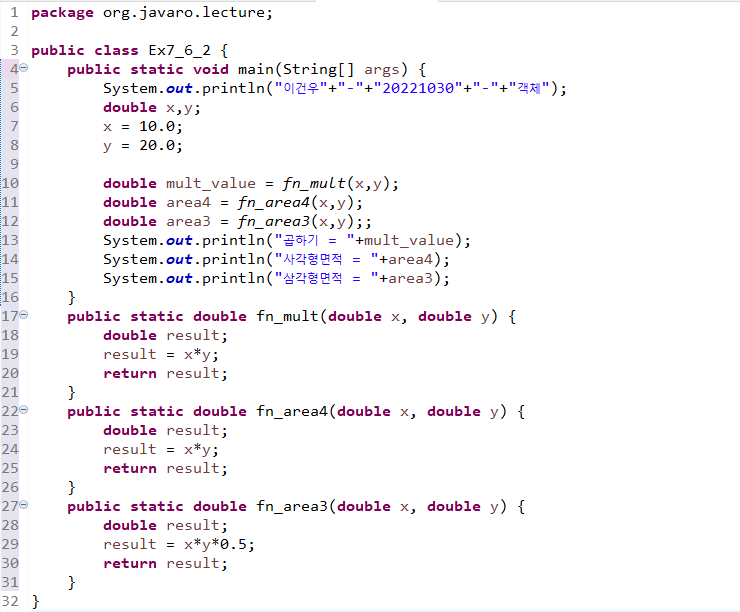 1 package org.javaro.lecture;
2
3 public class Ex7_6_2 {
4 public static void main(String[] args) {
5 System.out.println("이건우"+"-"+"20221030"+"-"+"객체");
6 double x,y;
7 x = 10.0;
8 y = 20.0;
9
10 double mult_value = fn_mult(x,y);
11 double area4 = fn_area4(x,y);
12 double area3 = fn_area3(x,y);;
13 System.out.println("곱하기 = "+mult_value);
14 System.out.println("사각형면적 = "+area4);
15 System.out.println("삼각형면적 = "+area3);
16 }
17 public static double fn_mult(double x, double y) {
18 double result;
19 result = x*y;
20 return result;
21 }
22 public static double fn_area4(double x, double y) {
23 double result;
24 result = x*y;
25 return result;
26 }
27 public static double fn_area3(double x, double y) {
28 double result;
29 result = x*y*0.5;
30 return result;
31 }
32 }